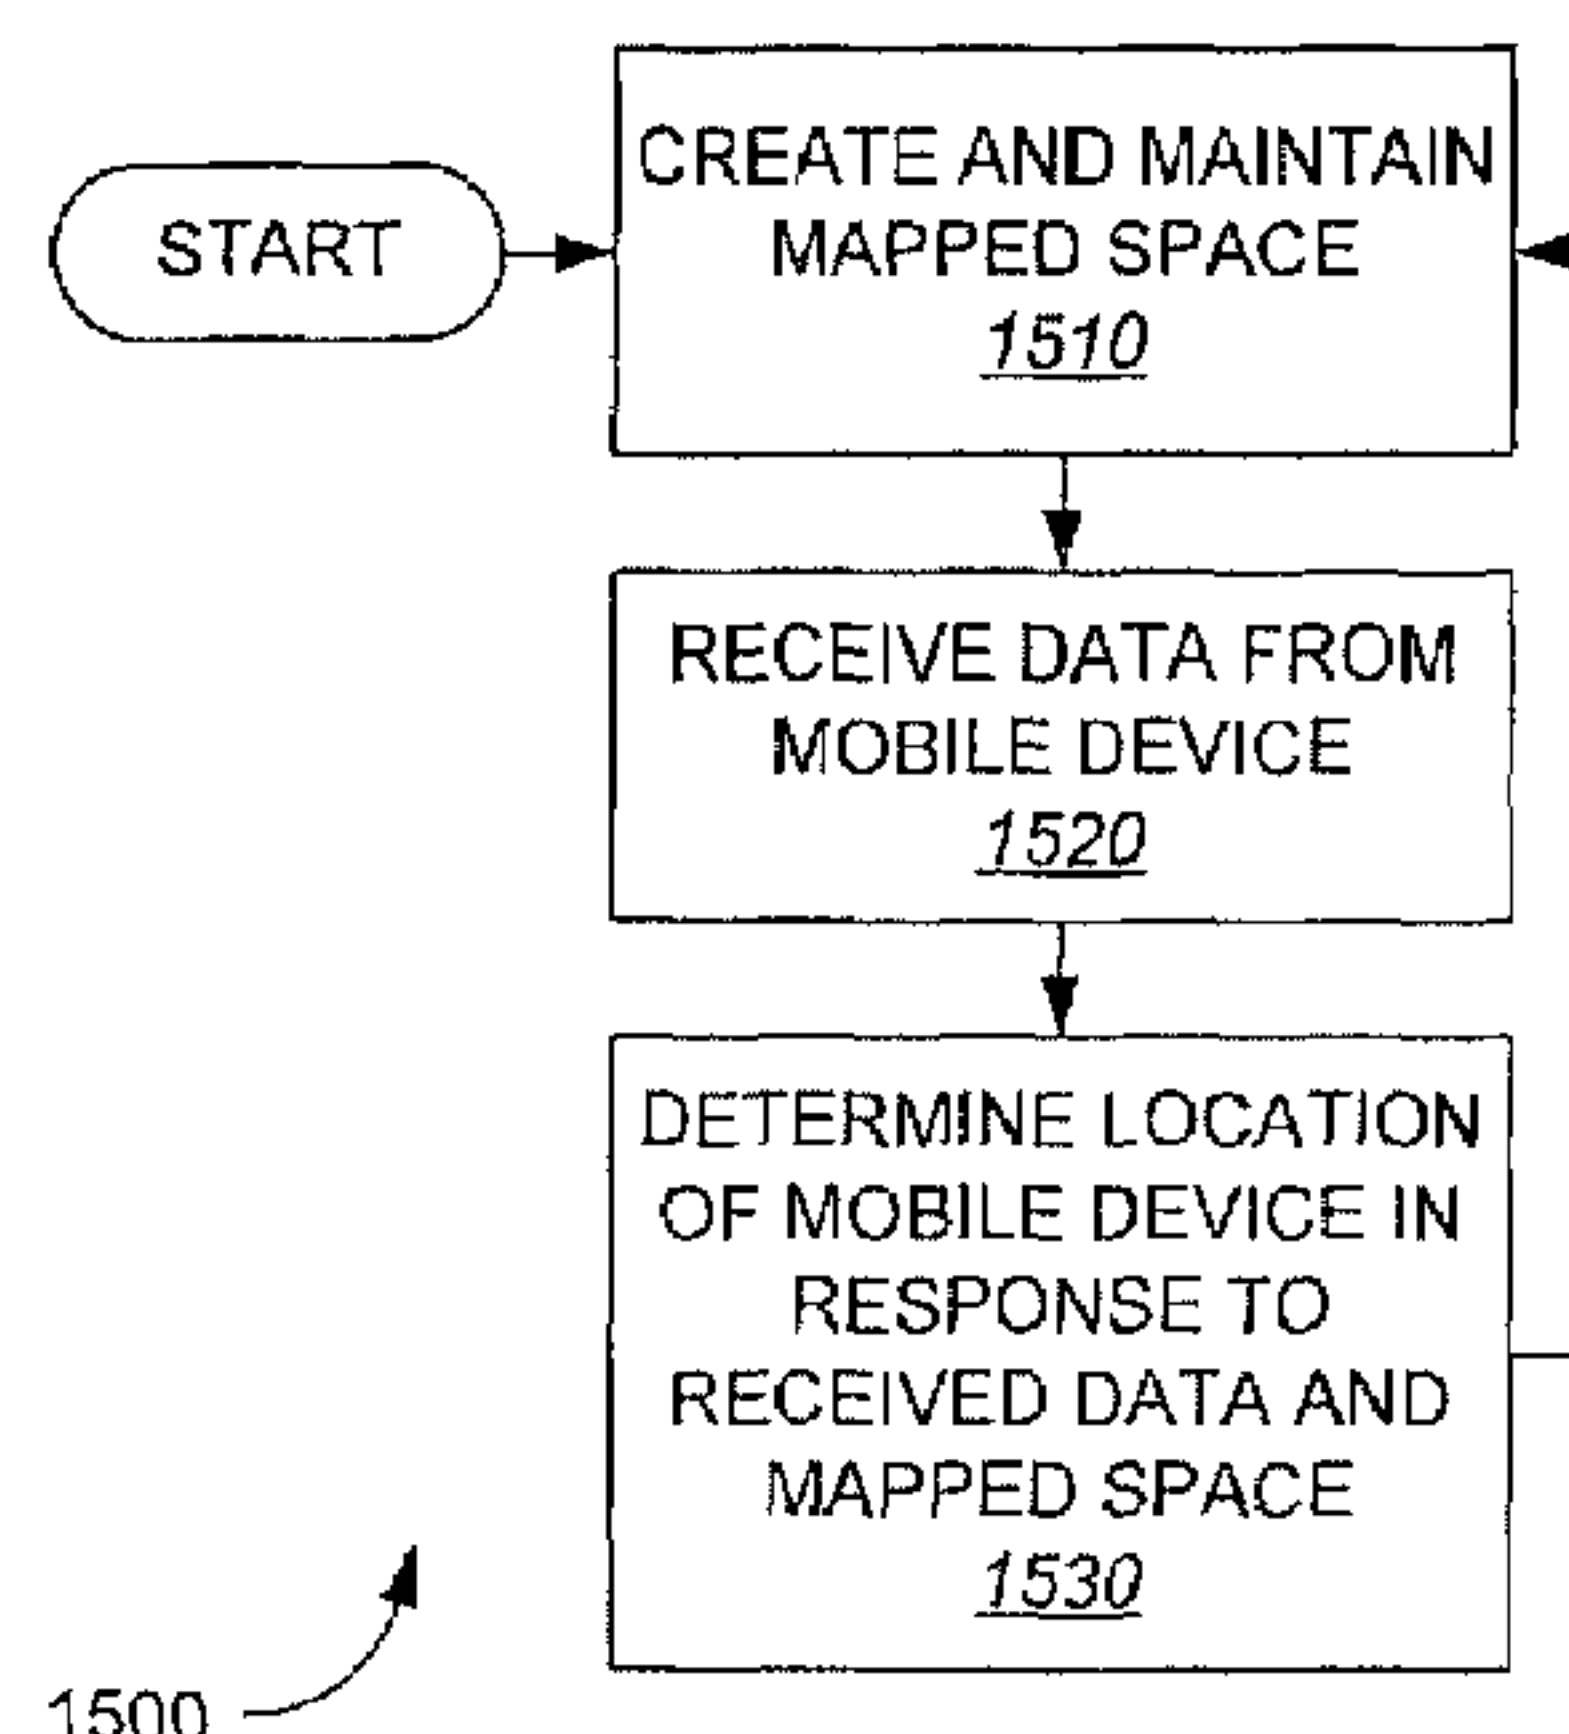 START
CREATE AND MAINTAIN
MAPPED SPACE
1510
RECEIVE DATA FROM
MOBILE DEVICE
1520
DETERMINE LOCATION
OF MOBILE DEVICE IN
RESPONSE TO
RECEIVED DATA AND
MAPPED SPACE
1530
1500